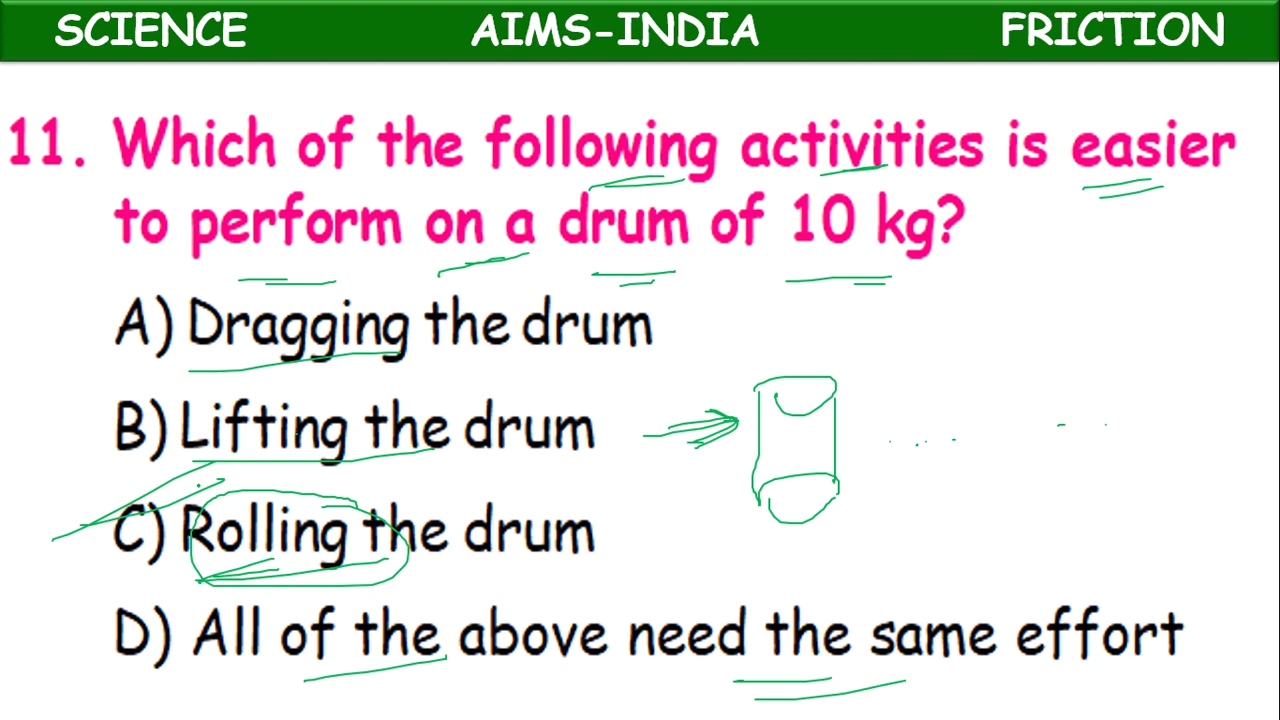 SCIENCE AIMS-INDIA FRICTION
11. Which of the following activities is easier
to perform on a drum of 10 kg?
A) Dragging the drum
B) Lifting the drum
C) Rolling the drum
D) All of the above need the same effort